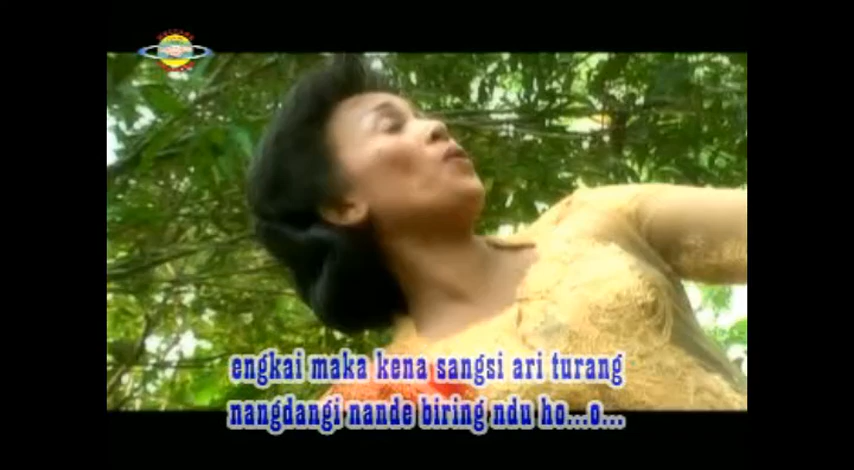 engkai maka kena sangsi ari turang
nangdangi nande biring ndu ho...o...